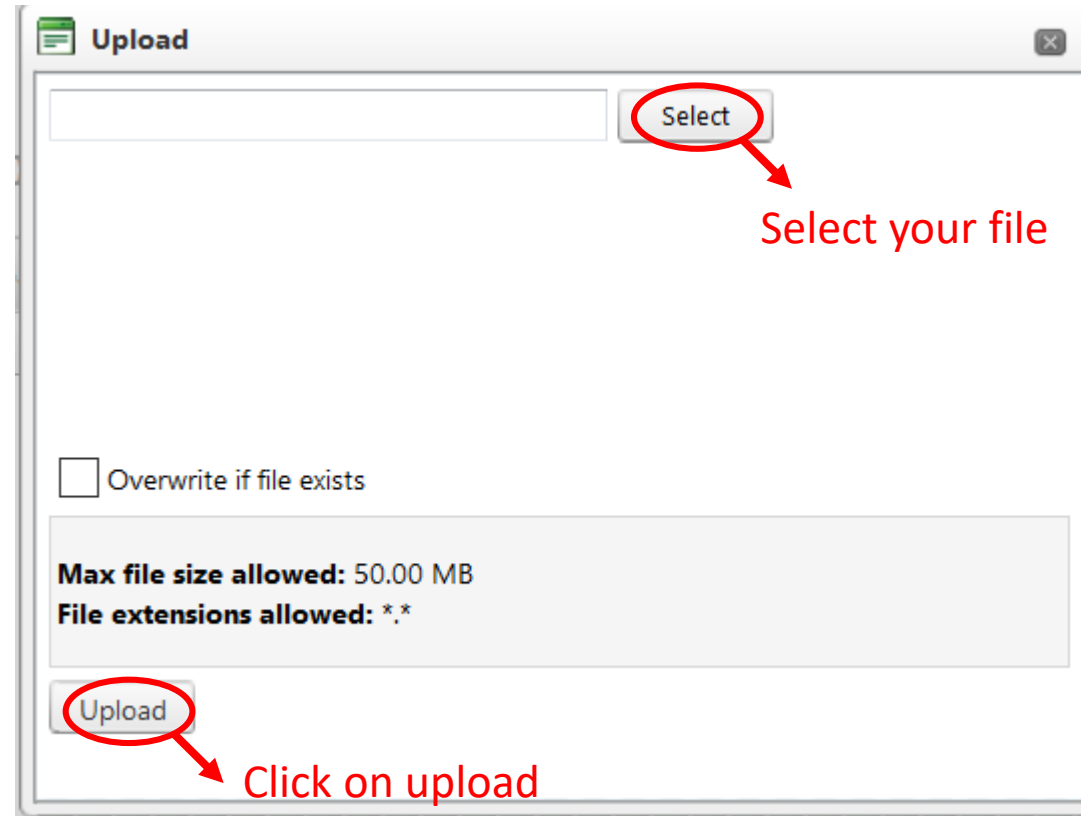 Upload
Select
Select your file
Overwrite if file exists
Max file size allowed: 50.00 MB
File extensions allowed: *.*
Upload
Click on upload